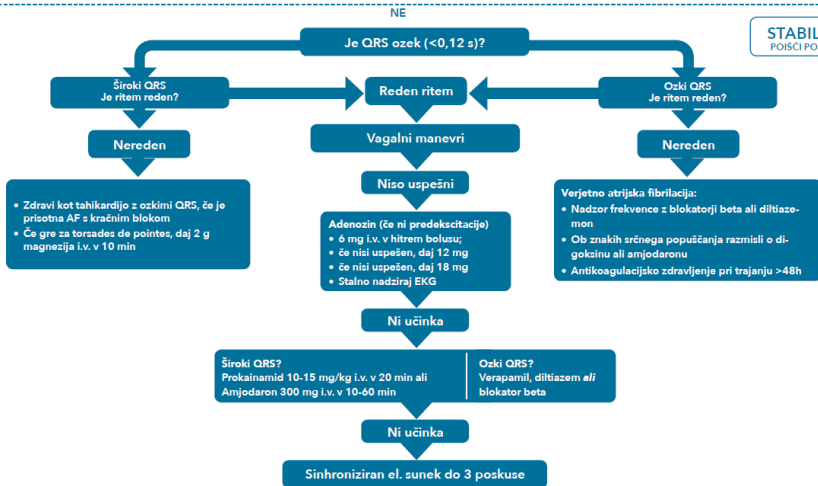 NE
Je QRS ozek (<0,12 s)?
STABIL
POIŠČI PO
Široki QRS
Je ritem reden?
Reden ritem
Ozki QRS
Je ritem reden?
Nereden
Vagalni manevri
Nereden
Niso uspešni
• Zdravi kot tahikardijo z ozkimi QRS, če je
prisotna AF s kračnim blokom
• Če gre za torsades de pointes, daj 2 g
magnezija i.v. v 10 min
Adenozin (če ni predekscitacije)
• 6 mg i.v. v hitrem bolusu;
• če nisi uspešen, daj 12 mg
• če nisi uspešen, daj 18 mg
• Stalno nadziraj EKG
Verjetno atrijska fibrilacija:
• Nadzor frekvence z blokatorji beta ali diltiaze-
mon
• Ob znakih srčnega popuščanja razmisli o di-
goksinu ali amjodaronu
• Antikoagulacijsko zdravljenje pri trajanju >48h
Ni učinka
Široki QRS?
Prokainamid 10-15 mg/kg i.v. v 20 min ali
Amjodaron 300 mg i.v. v 10-60 min
Ozki QRS?
Verapamil, diltiazem ali
blokator beta
Ni učinka
Sinhroniziran el. sunek do 3 poskuse